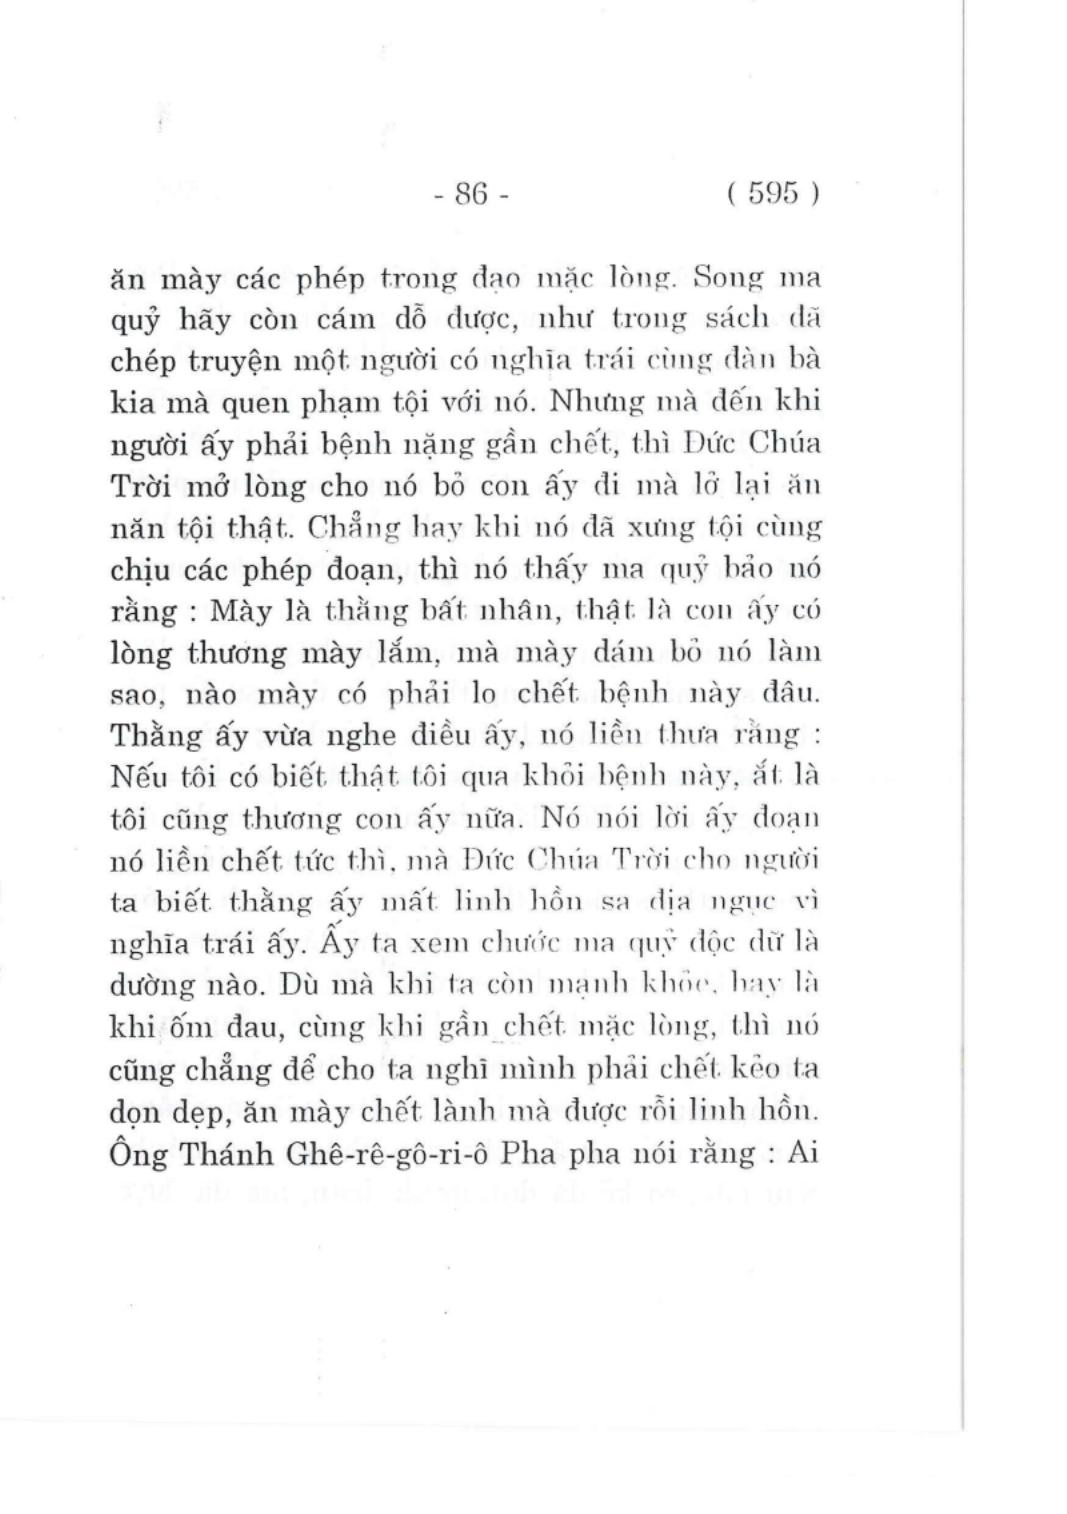 - 86 - ( 595 )
ăn mày các phép trong đạo mặc lòng. Song ma
quỷ hãy còn cám dỗ được, như trong sách đã
chép truyện một người có nghĩa trái cùng đàn bà
kia mà quen phạm tội với nó. Nhưng mà đến khi
người ấy phải bệnh nặng gần chết, thì Đức Chúa
Trời mở lòng cho nó bỏ con ấy đi mà lở lại ăn
năn tội thật. Chẳng hay khi nó đã xưng tội cùng
chịu các phép đoạn, thì nó thấy ma quỷ bảo nó
rằng : Mày là thằng bất nhân, thật là con ấy có
lòng thương mày lắm, mà mày dám bỏ nó làm
sao, nào mày có phải lo chết bệnh này đâu.
Thằng ấy vừa nghe điều ấy, nó liền thưa rằng :
Nếu tôi có biết thật tôi qua khỏi bệnh này, ắt là
tôi cũng thương con ấy nữa. Nó nói lời ấy đoạn
nó liền chết tức thì, mà Đức Chúa Trời cho người
ta biết thằng ấy mất linh hồn sa địa ngục vì
nghĩa trái ấy. Ấy ta xem chước ma quỷ độc dữ là
dường nào. Dù mà khi ta còn mạnh khỏe, hay là
khi ốm đau, cùng khi gần chết mặc lòng, thì nó
cũng chẳng để cho ta nghĩ mình phải chết kẻo ta
dọn dẹp, ăn mày chết lành mà được rỗi linh hồn.
Ông Thánh Ghê-rê-gô-ri-ô Pha pha nói rằng : Ai